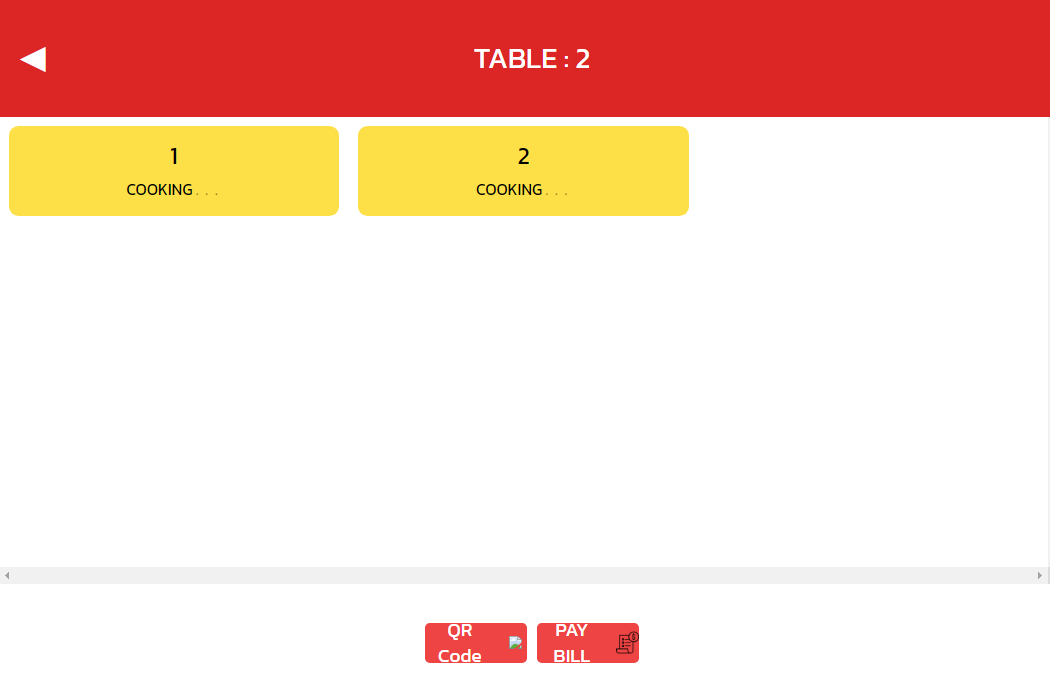 TABLE : 2
1
COOKING . . .
2
COOKING . . .
QR
Code
PAY
BILL